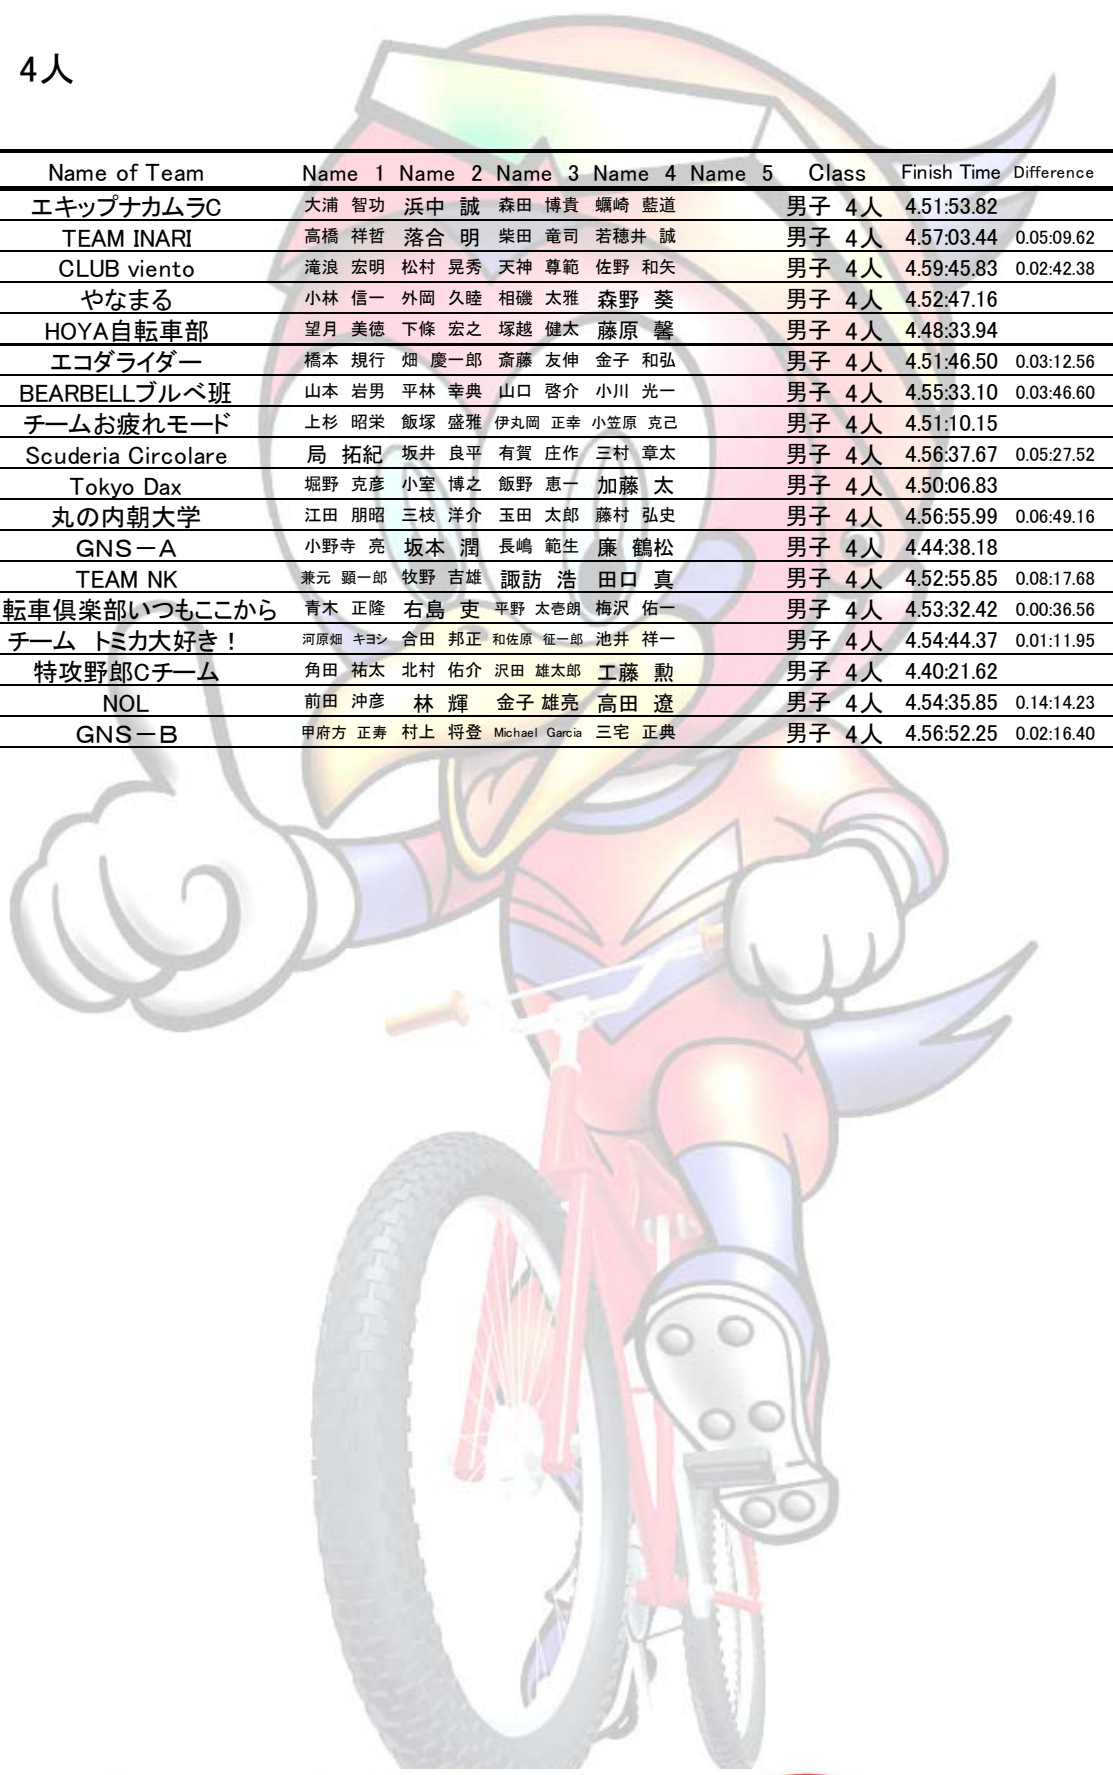 4人
Name of Team Name 1 Name 2 Name 3 Name 4 Name 5 Class Finish Time Difference
エキップナカムラC 大浦 智功 浜中 誠 森田 博貴 蠣崎 藍道 男子 4人 4.51:53.82
TEAM INARI 高橋 祥哲 落合 明 柴田 竜司 若穂井 誠 男子 4人 4.57:03.44 0.05:09.62
CLUB viento 滝浪 宏明 松村 晃秀 天神 尊範 佐野 和矢 男子 4人 4.59:45.83 0.02:42.38
やなまる 小林 信一 外岡 久睦 相磯 太雅 森野 葵 男子 4人 4.52:47.16
HOYA自転車部 望月 美徳 下條 宏之 塚越 健太 藤原 馨 男子 4人 4.48:33.94
エコダライダー 橋本 規行 畑 慶一郎 斎藤 友伸 金子 和弘 男子 4人 4.51:46.50 0.03:12.56
BEARBELLブルベ班 山本 岩男 平林 幸典 山口 啓介 小川 光一 男子 4人 4.55:33.10 0.03:46.60
チームお疲れモード 上杉 昭栄 飯塚 盛雅 伊丸岡 正幸 小笠原 克己 男子 4人 4.51:10.15
Scuderia Circolare 局 拓紀 坂井 良平 有賀 庄作 三村 章太 男子 4人 4.56:37.67 0.05:27.52
Tokyo Dax 堀野 克彦 小室 博之 飯野 恵一 加藤 太 男子 4人 4.50:06.83
丸の内朝大学 江田 朋昭 三枝 洋介 玉田 太郎 藤村 弘史 男子 4人 4.56:55.99 0.06:49.16
GNS－A 小野寺 亮 坂本 潤 長嶋 範生 廉 鶴松 男子 4人 4.44:38.18
TEAM NK 兼元 顕一郎 牧野 吉雄 諏訪 浩 田口 真 男子 4人 4.52:55.85 0.08:17.68
転車倶楽部いつもここから 青木 正隆 右島 吏 平野 太壱朗 梅沢 佑一 男子 4人 4.53:32.42 0.00:36.56
チーム トミカ大好き！ 河原畑 キヨシ 合田 邦正 和佐原 征一郎 池井 祥一 男子 4人 4.54:44.37 0.01:11.95
特攻野郎Cチーム 角田 祐太 北村 佑介 沢田 雄太郎 工藤 勲 男子 4人 4.40:21.62
NOL 前田 沖彦 林 輝 金子 雄亮 高田 遼 男子 4人 4.54:35.85 0.14:14.23
GNS－B 甲府方 正寿 村上 将登 Michael Garcia 三宅 正典 男子 4人 4.56:52.25 0.02:16.40